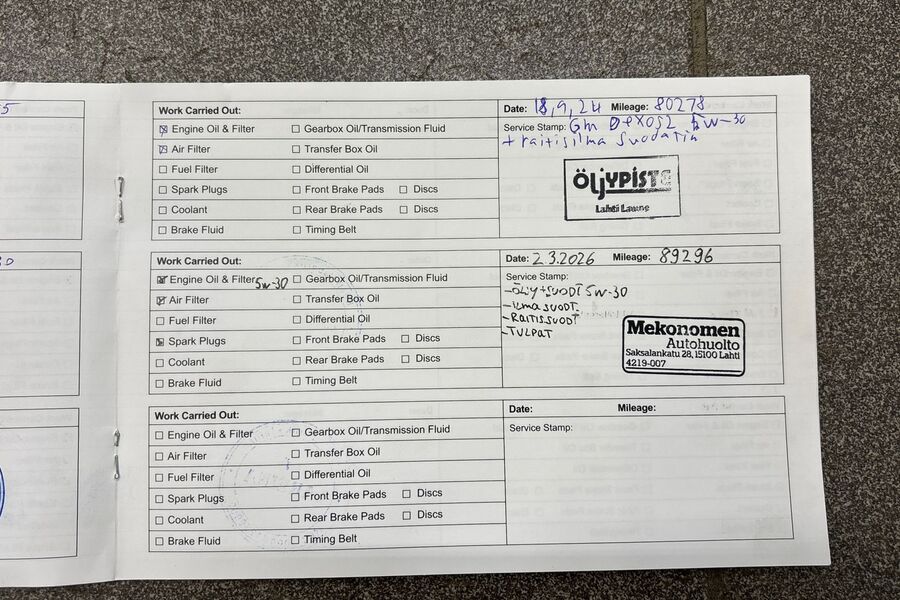 5
Work Carried Out:
Engine Oil & Filter
Gearbox Oil/Transmission Fluid
Air Filter
Transfer Box Oil
Fuel Filter
Differential Oil
Spark Plugs
Front Brake Pads
Discs
Coolant
Rear Brake Pads
Discs
Brake Fluid
Timing Belt
Date: 18,9,24 Mileage: 80278
Service Stamp: Gm Dexos2 5w-30
+ raitisilma suodatin
ÖLJYPISTE
Lahti Laune
Work Carried Out:
Engine Oil & Filter 5w-30
Gearbox Oil/Transmission Fluid
Air Filter
Transfer Box Oil
Fuel Filter
Differential Oil
Spark Plugs
Front Brake Pads
Discs
Coolant
Rear Brake Pads
Discs
Brake Fluid
Timing Belt
Date: 2 3.2026 Mileage: 89296
Service Stamp:
-ÖLJY+SUODT 5W-30
-ILMASUODT.
-RAITISSUODT
-TULPAT
Mekonomen
Autohuolto
Saksalankatu 28, 15100 Lahti
4219-007
Work Carried Out:
Engine Oil & Filter
Gearbox Oil/Transmission Fluid
Air Filter
Transfer Box Oil
Fuel Filter
Differential Oil
Spark Plugs
Front Brake Pads
Discs
Coolant
Rear Brake Pads
Discs
Brake Fluid
Timing Belt
Date: Mileage:
Service Stamp: